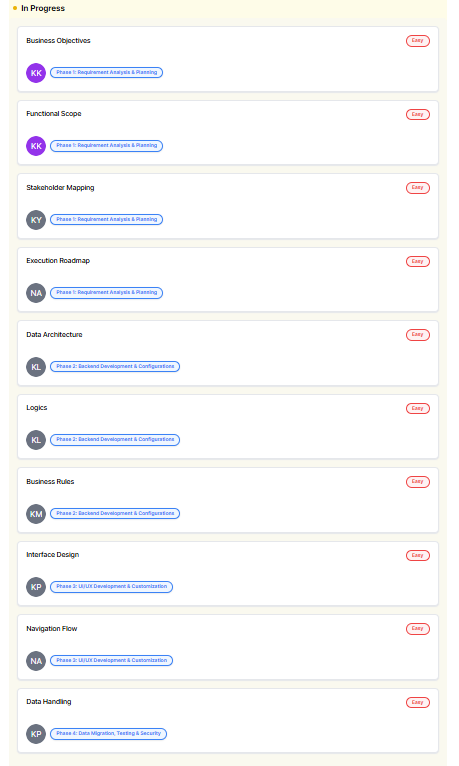 In Progress
Business Objectives
Easy
KK
Phase 1: Requirement Analysis & Planning
Functional Scope
Easy
KK
Phase 1: Requirement Analysis & Planning
Stakeholder Mapping
Easy
KY
Phase 1: Requirement Analysis & Planning
Execution Roadmap
Easy
NA
Phase 1: Requirement Analysis & Planning
Data Architecture
Easy
KL
Phase 2: Backend Development & Configurations
Logics
Easy
KL
Phase 2: Backend Development & Configurations
Business Rules
Easy
KM
Phase 2: Backend Development & Configurations
Interface Design
Easy
KP
Phase 3: UI/UX Development & Customization
Navigation Flow
Easy
NA
Phase 3: UI/UX Development & Customization
Data Handling
Easy
KP
Phase 4: Data Migration, Testing & Security